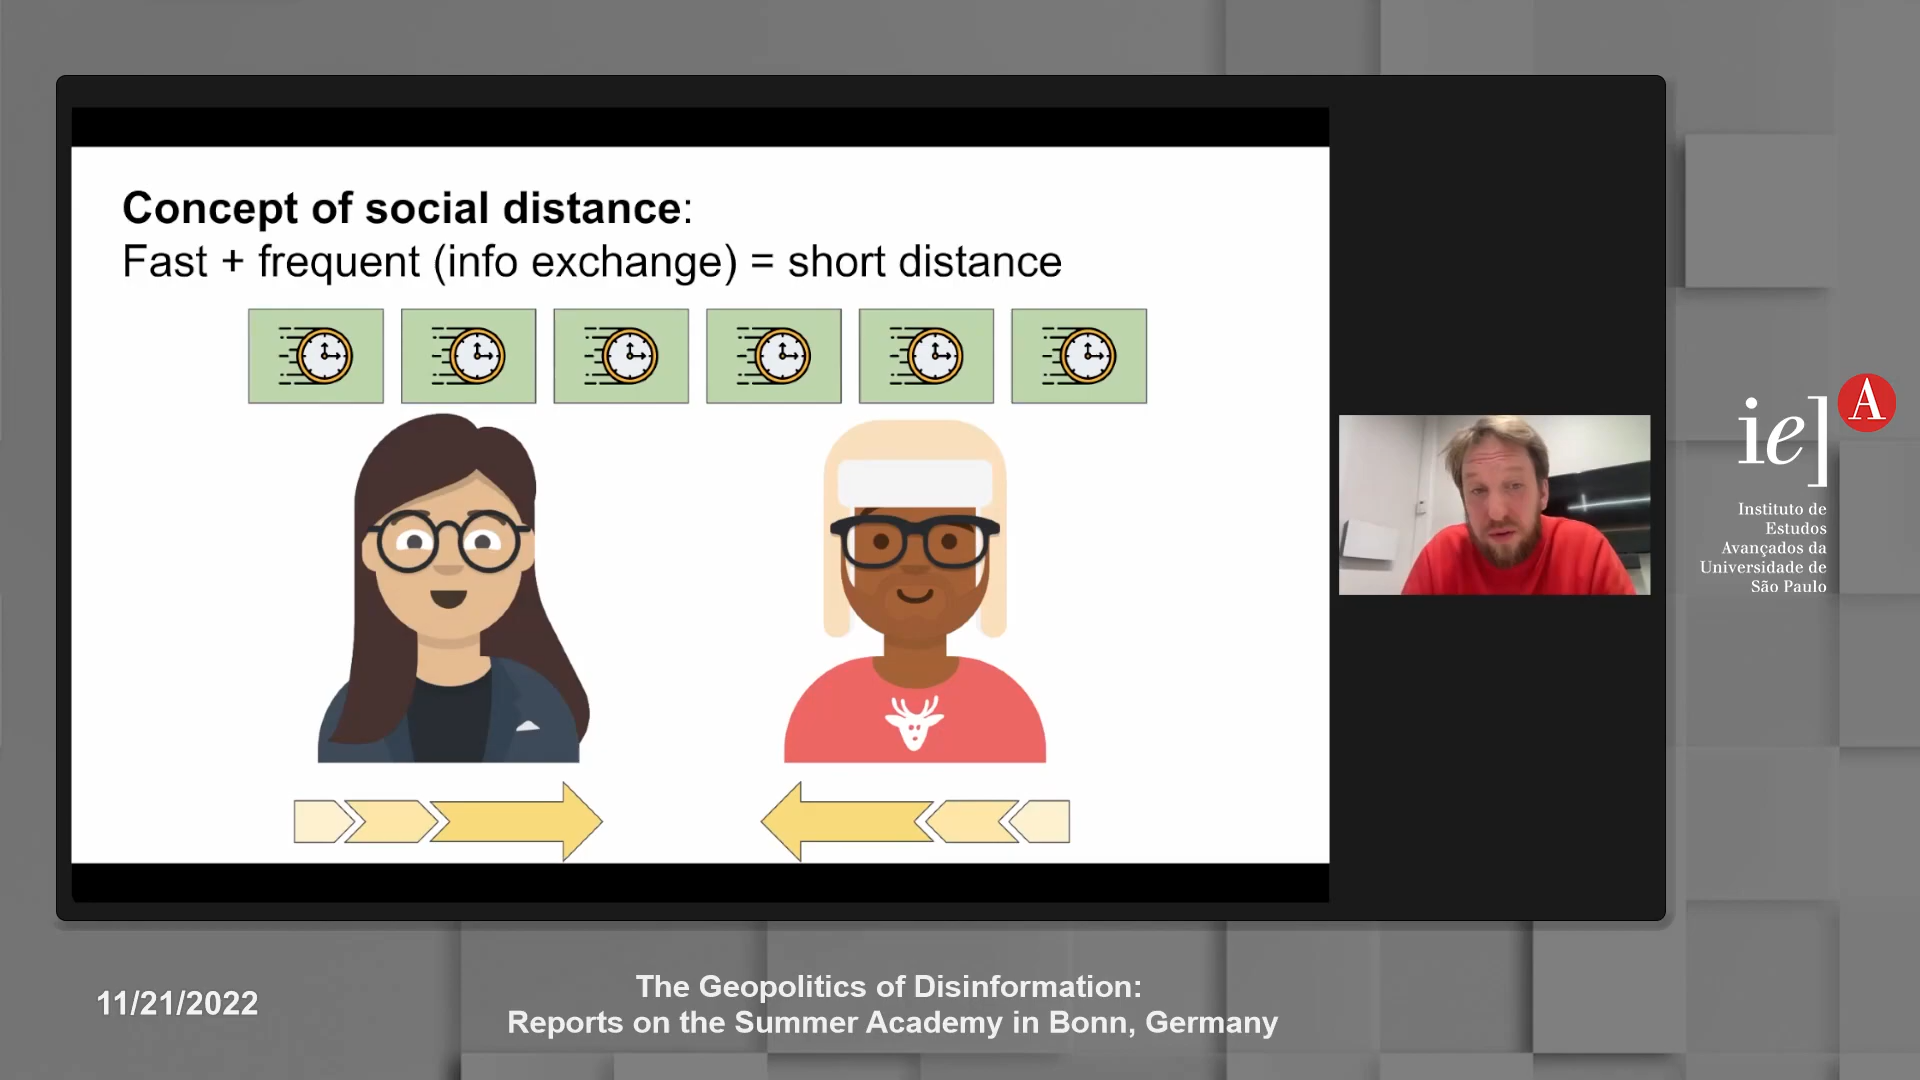 Concept of social distance:
Fast + frequent (info exchange) = short distance
ie]
A
Instituto de
Estudos
Avançados da
Universidade de
São Paulo
11/21/2022
The Geopolitics of Disinformation:
Reports on the Summer Academy in Bonn, Germany